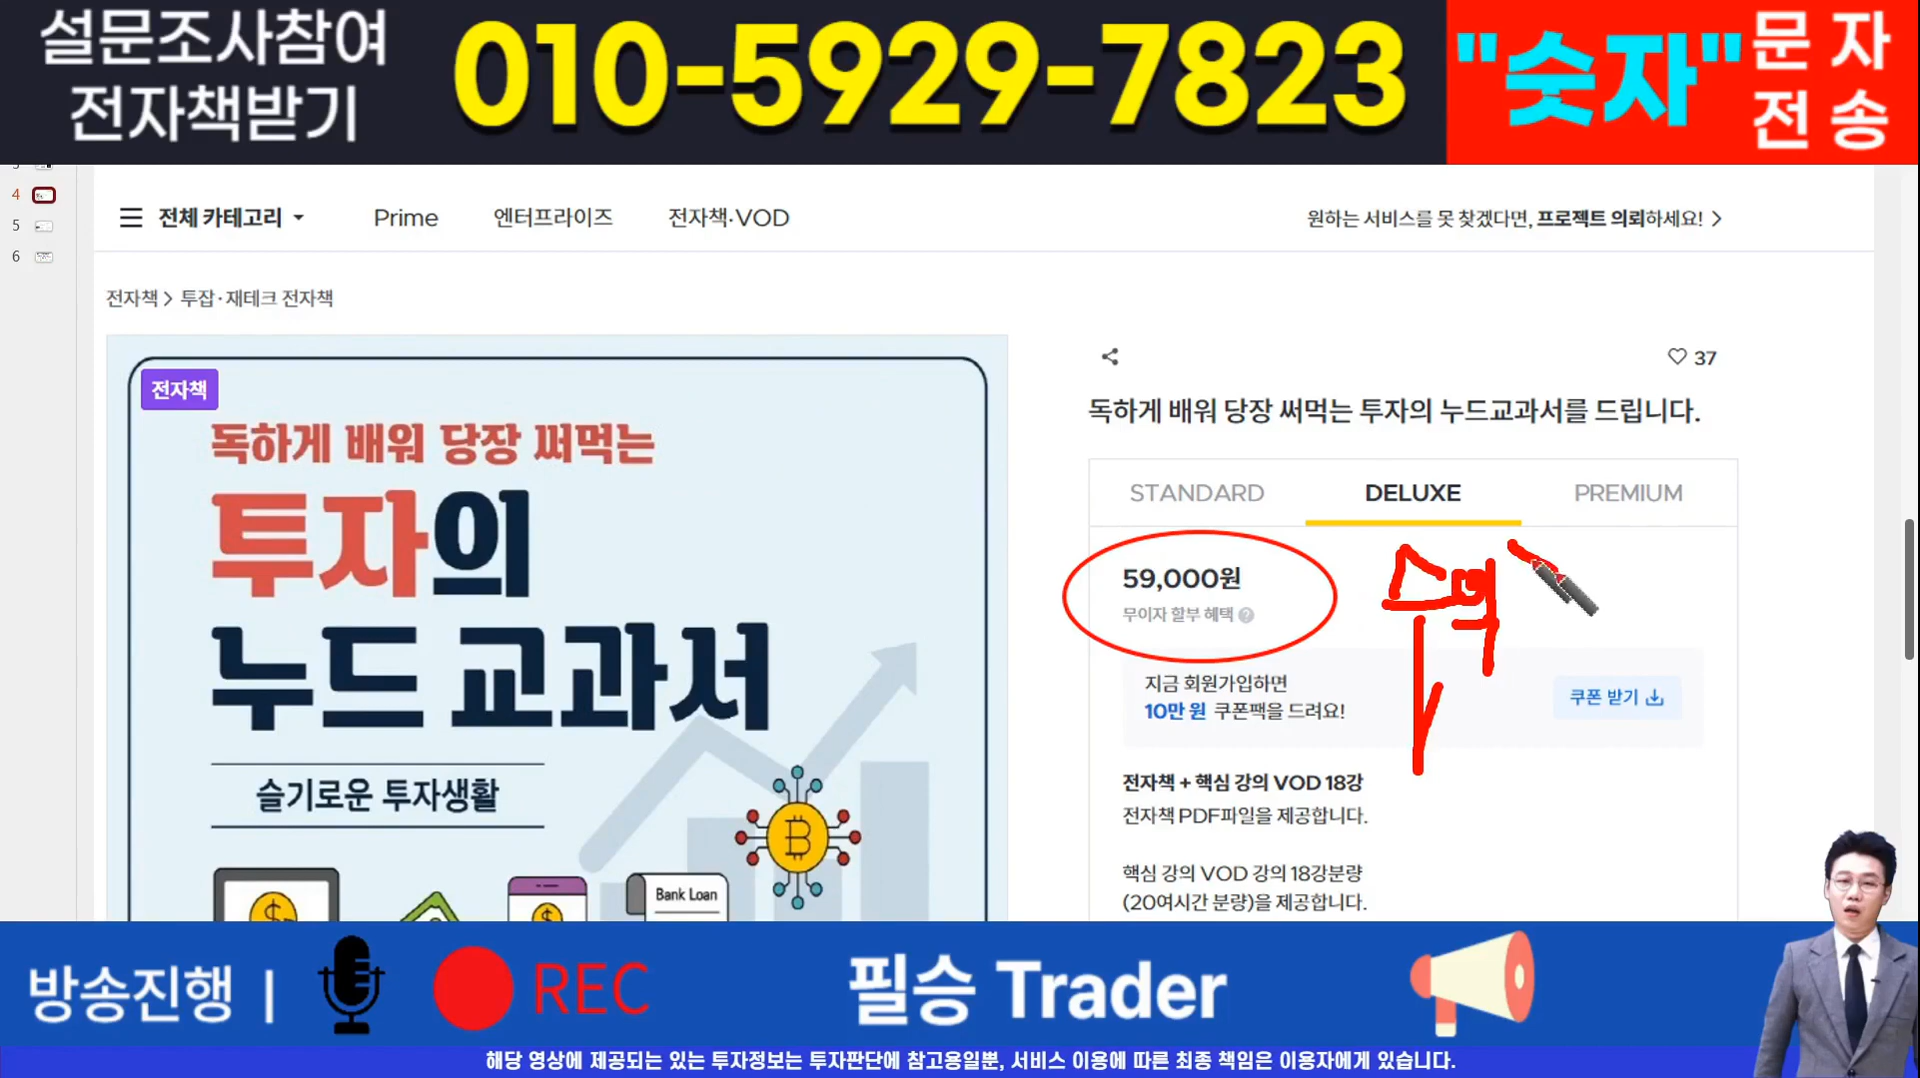 설문조사참여
전자책받기
010-5929-7823
"숫자"
문 자
전 송
4
5
6
전체 카테고리
Prime
엔터프라이즈
전자책·VOD
원하는 서비스를 못 찾겠다면, 프로젝트 의뢰하세요! >
전자책 > 투잡·재테크 전자책
전자책
독하게 배워 당장 써먹는
투자의
누드 교과서
슬기로운 투자생활
Bank Loan
37
독하게 배워 당장 써먹는 투자의 누드교과서를 드립니다.
STANDARD
DELUXE
PREMIUM
59,000원
무이자 할부 혜택 ?
지금 회원가입하면
10만 원 쿠폰팩을 드려요!
쿠폰 받기
전자책 + 핵심 강의 VOD 18강
전자책 PDF파일을 제공합니다.
핵심 강의 VOD 강의 18강분량
(20여시간 분량)을 제공합니다.
방송진행 |
REC
필승 Trader
해당 영상에 제공되는 있는 투자정보는 투자판단에 참고용일뿐, 서비스 이용에 따른 최종 책임은 이용자에게 있습니다.